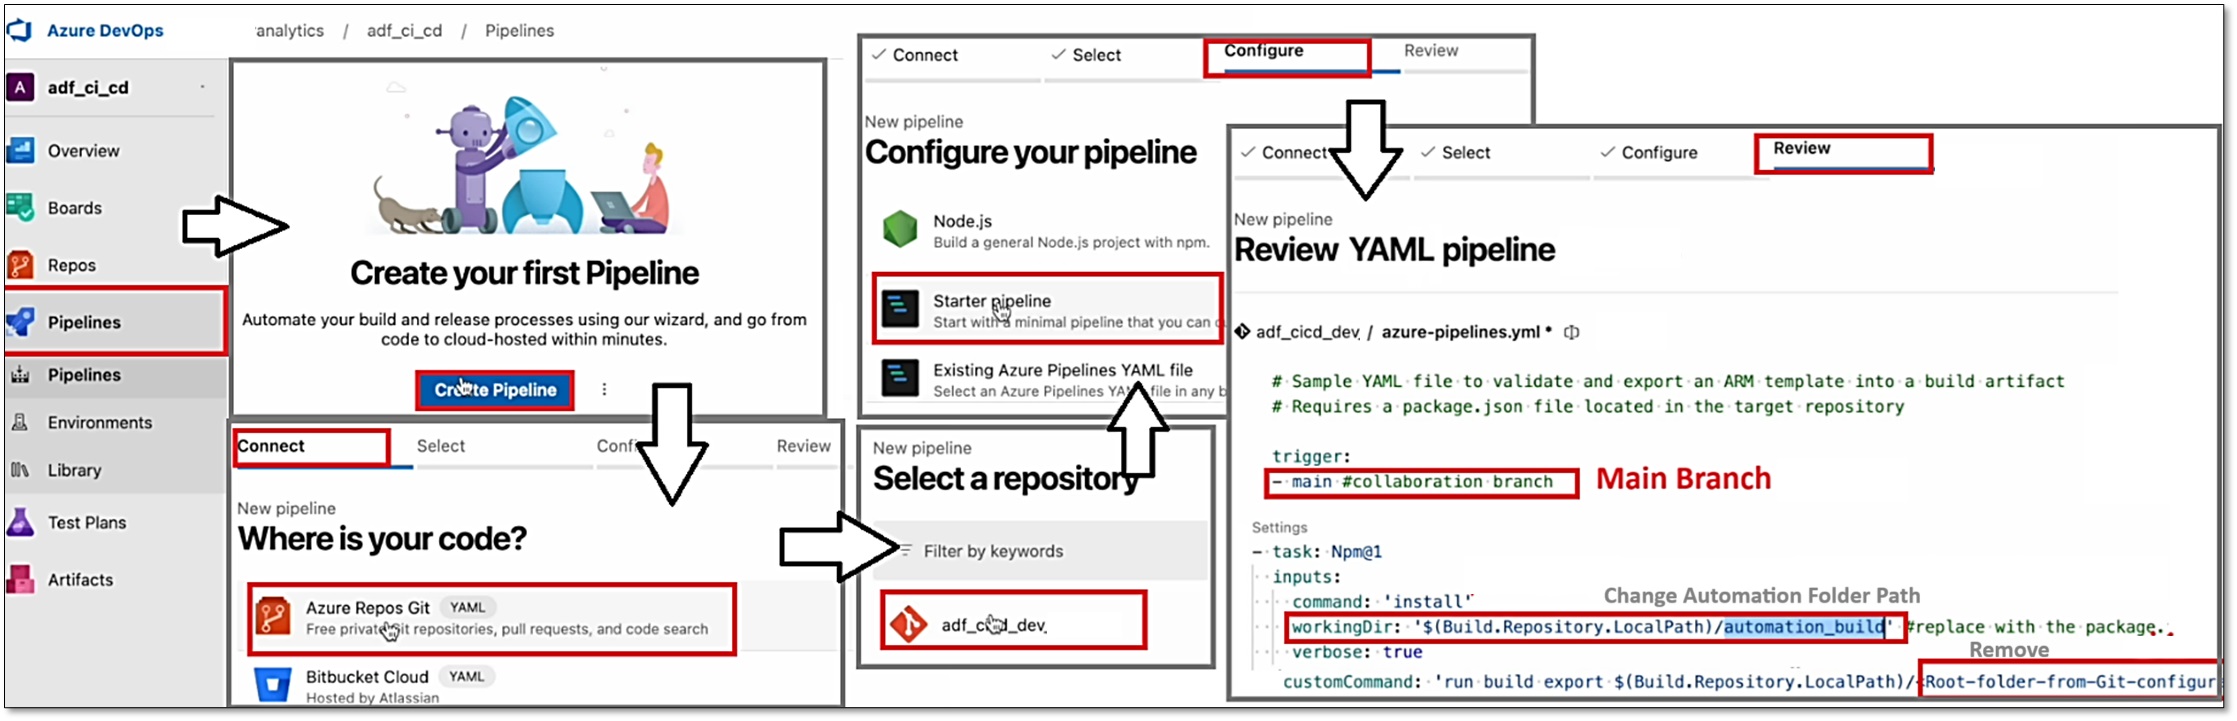 Azure DevOps
analytics / adf_ci_cd / Pipelines
A adf_ci_cd
Overview
Boards
Repos
Pipelines
Pipelines
Environments
Library
Test Plans
Artifacts
Create your first Pipeline
Automate your build and release processes using our wizard, and go from
code to cloud-hosted within minutes.
Create Pipeline
Connect Select Review
New pipeline
Where is your code?
Azure Repos Git YAML
Free private Git repositories, pull requests, and code search
Bitbucket Cloud YAML
Hosted by Atlassian
New pipeline
Select a repository
Filter by keywords
adf_cicd_dev
Connect Select Configure Review
New pipeline
Configure your pipeline
Node.js
Build a general Node.js project with npm.
Starter pipeline
Start with a minimal pipeline that you can
Existing Azure Pipelines YAML file
Select an Azure Pipelines YAML file in any b
Connect Select Configure Review
New pipeline
Review YAML pipeline
adf_cicd_dev / azure-pipelines.yml *
# Sample YAML file to validate and export an ARM template into a build artifact
# Requires a package.json file located in the target repository
trigger:
- main #collaboration branch
Main Branch
Settings
- task: Npm@1
inputs:
command: 'install'
Change Automation Folder Path
workingDir: '$(Build.Repository.LocalPath)/automation_build' #replace with the package.
verbose: true
Remove
customCommand: 'run build export $(Build.Repository.LocalPath)/<Root-folder-from-Git-configur